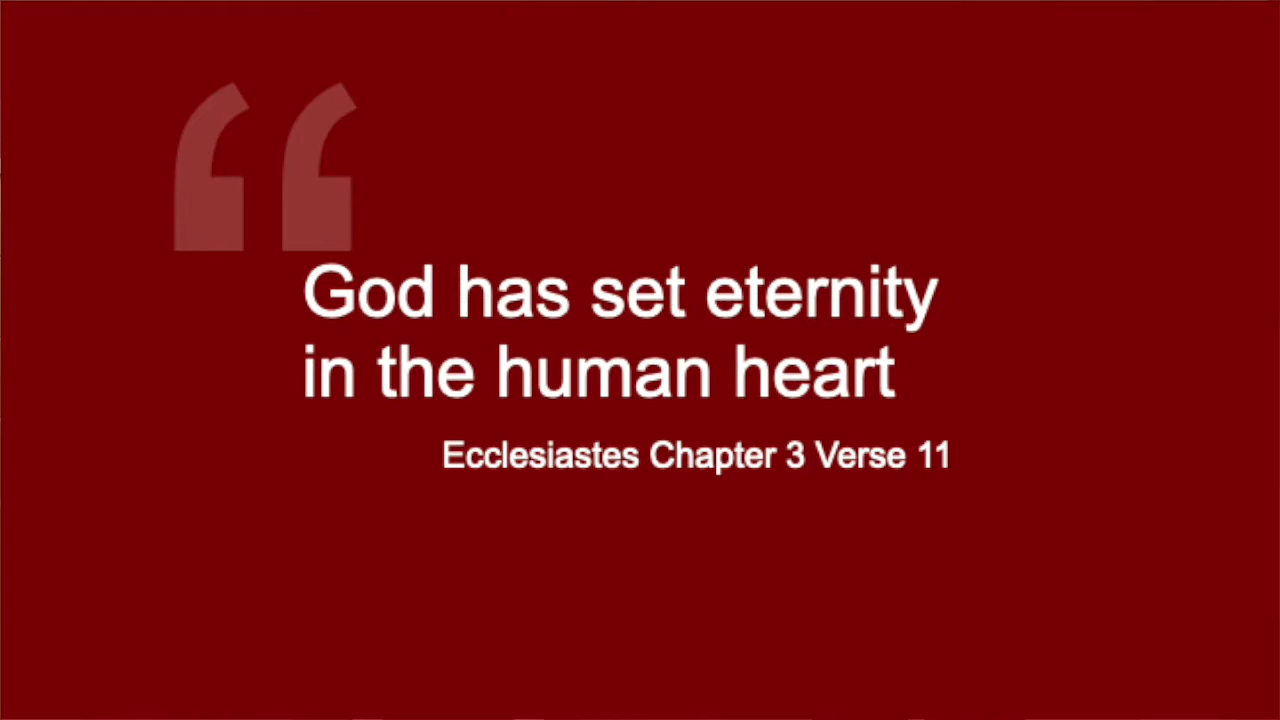 “
God has set eternity
in the human heart
Ecclesiastes Chapter 3 Verse 11